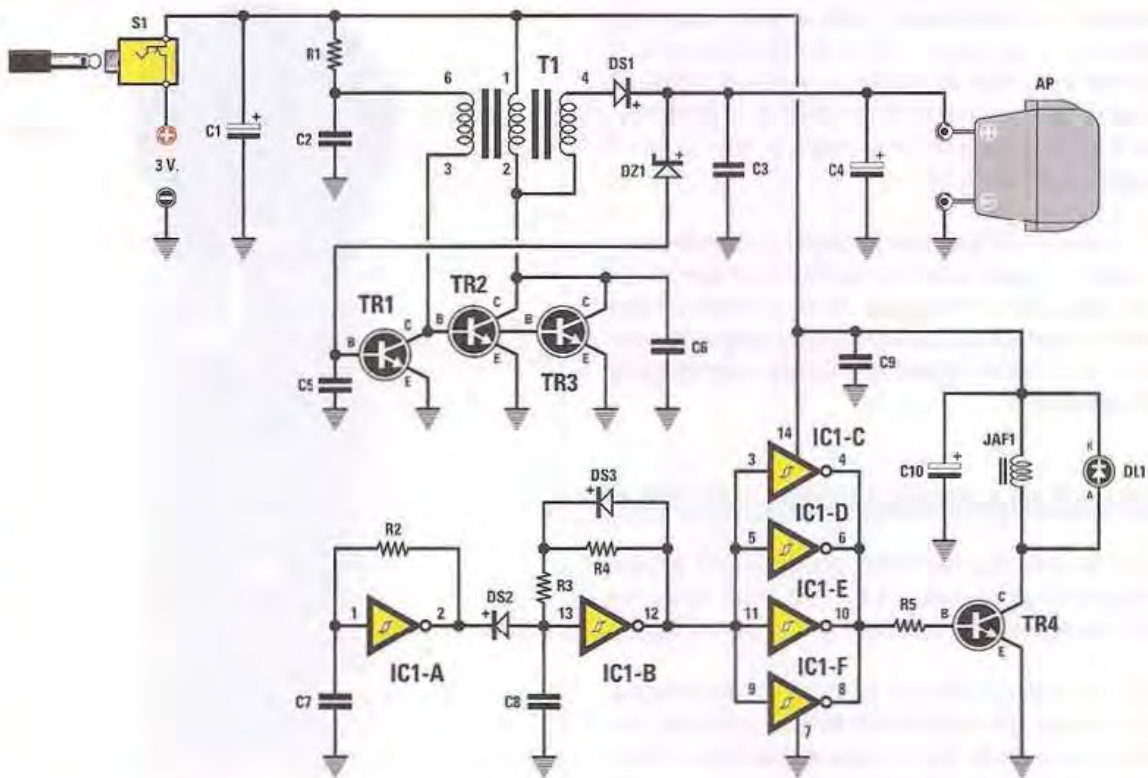 S1
R1
6
1
T1
4
DS1
+
AP
C1
+
C2
3
2
DZ1
+
C3
C4
+
+
3 V.
−
+
−
TR1
TR2
TR3
B
C
E
B
C
E
B
C
E
C5
C6
C9
14
IC1-C
3
4
C10
+
JAF1
K
DL1
A
IC1-D
5
6
DS3
+
R2
R4
R3
IC1-E
11
10
R5
DS2
+
1
2
13
12
B
C
E
TR4
IC1-A
IC1-B
IC1-F
9
8
7
C7
C8